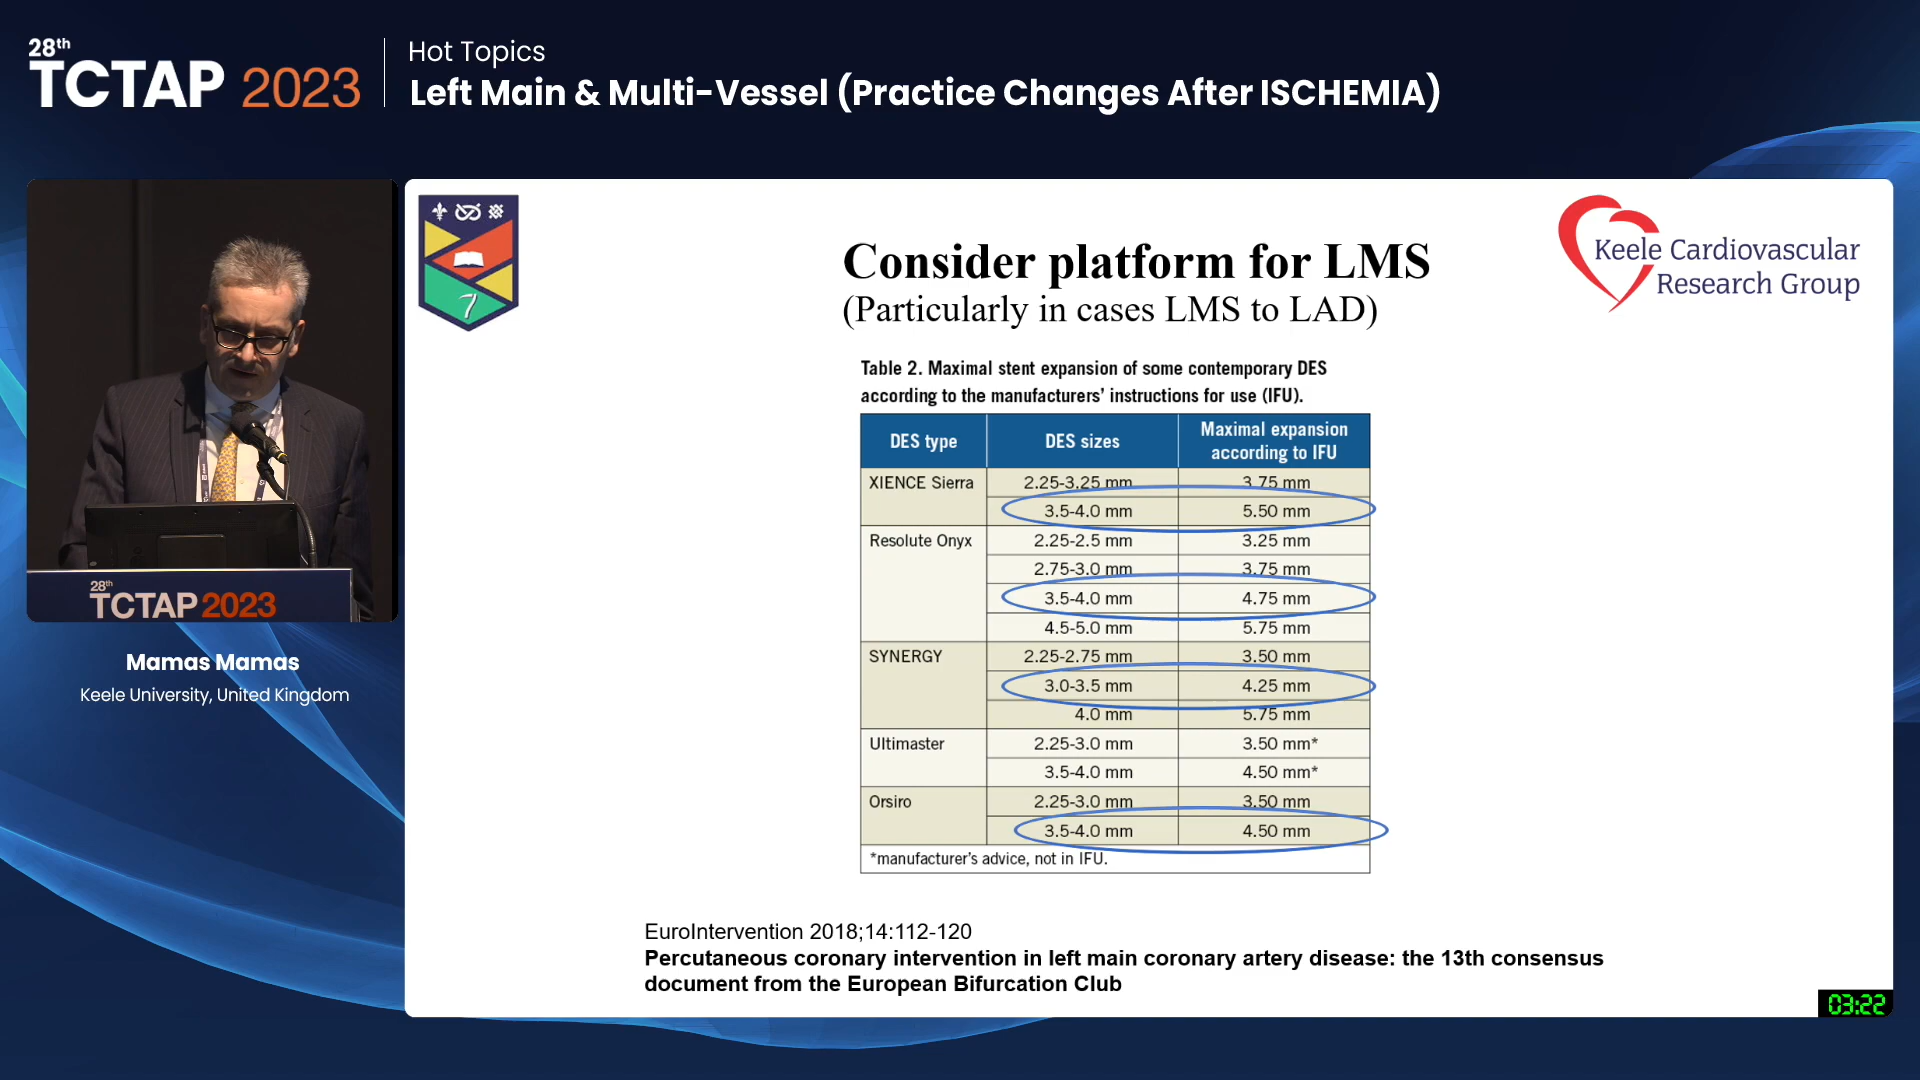 28th
TCTAP 2023
Hot Topics
Left Main & Multi-Vessel (Practice Changes After ISCHEMIA)
28th
TCTAP 2023
Mamas Mamas
Keele University, United Kingdom
Keele Cardiovascular
Research Group
Consider platform for LMS
(Particularly in cases LMS to LAD)
Table 2. Maximal stent expansion of some contemporary DES
according to the manufacturers' instructions for use (IFU).
DES type DES sizes Maximal expansion according to IFU
XIENCE Sierra 2.25-3.25 mm 3.75 mm
3.5-4.0 mm 5.50 mm
Resolute Onyx 2.25-2.5 mm 3.25 mm
2.75-3.0 mm 3.75 mm
3.5-4.0 mm 4.75 mm
4.5-5.0 mm 5.75 mm
SYNERGY 2.25-2.75 mm 3.50 mm
3.0-3.5 mm 4.25 mm
4.0 mm 5.75 mm
Ultimaster 2.25-3.0 mm 3.50 mm*
3.5-4.0 mm 4.50 mm*
Orsiro 2.25-3.0 mm 3.50 mm
3.5-4.0 mm 4.50 mm
*manufacturer's advice, not in IFU.
EuroIntervention 2018;14:112-120
Percutaneous coronary intervention in left main coronary artery disease: the 13th consensus
document from the European Bifurcation Club
03:22